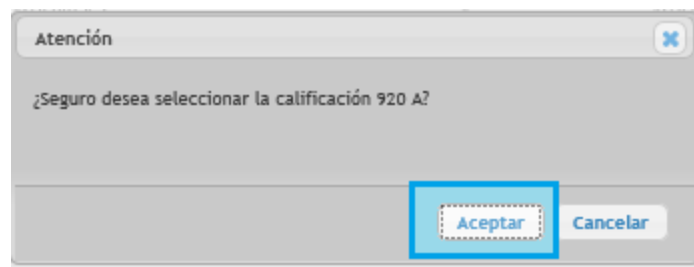 Atención
¿Seguro desea seleccionar la calificación 920 A?
Aceptar Cancelar